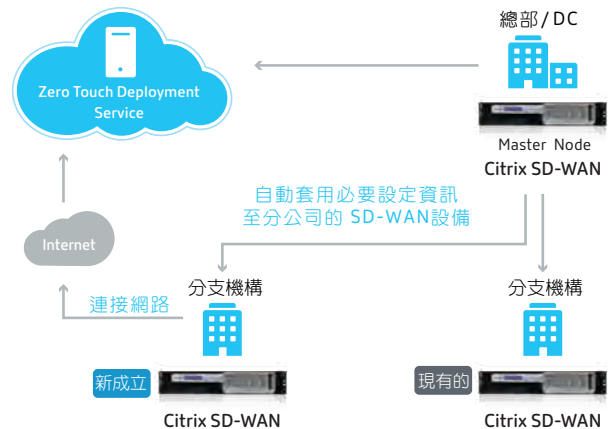 總部/DC
Zero Touch Deployment
Service
Master Node
Citrix SD-WAN
自動套用必要設定資訊
至分公司的 SD-WAN設備
Internet
連接網路
分支機構
新成立
Citrix SD-WAN
分支機構
現有的
Citrix SD-WAN